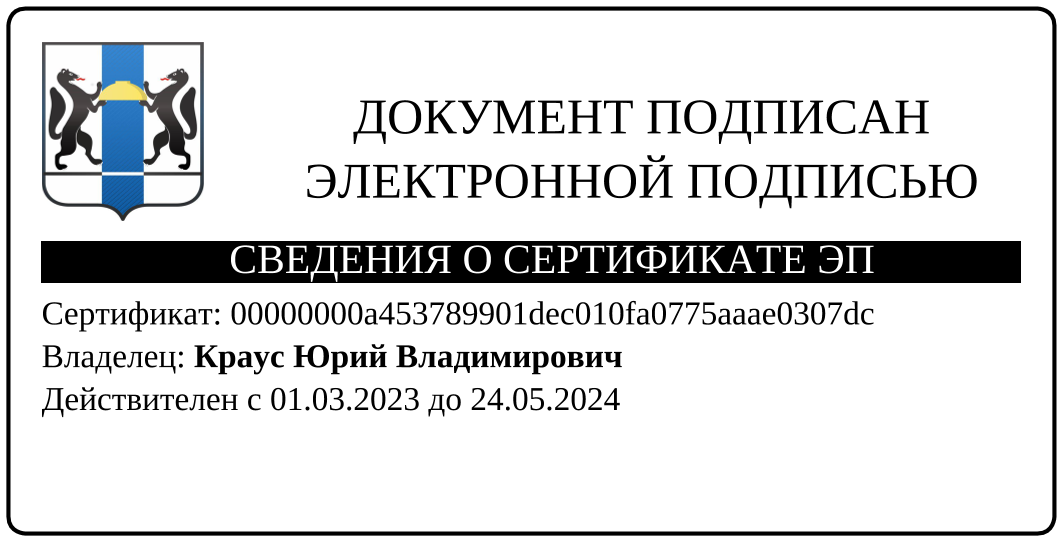 ДОКУМЕНТ ПОДПИСАН
ЭЛЕКТРОННОЙ ПОДПИСЬЮ
СВЕДЕНИЯ О СЕРТИФИКАТЕ ЭП
Сертификат: 00000000a453789901dec010fa0775aaae0307dc
Владелец: Краус Юрий Владимирович
Действителен с 01.03.2023 до 24.05.2024